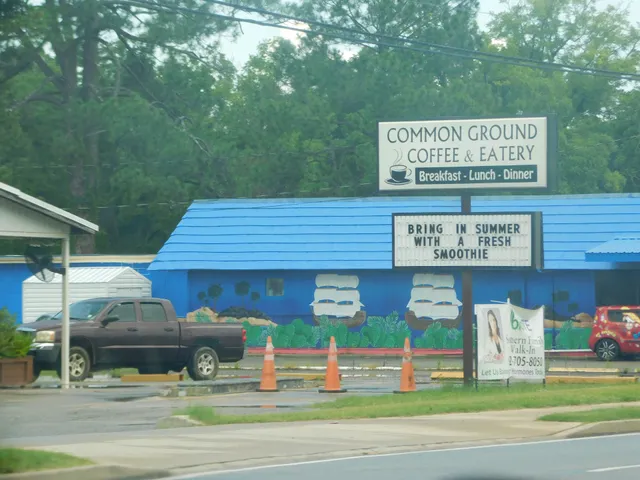 COMMON GROUND
COFFEE & EATERY
Breakfast - Lunch - Dinner
BRING IN SUMMER
WITH A FRESH
SMOOTHIE
Walk-In